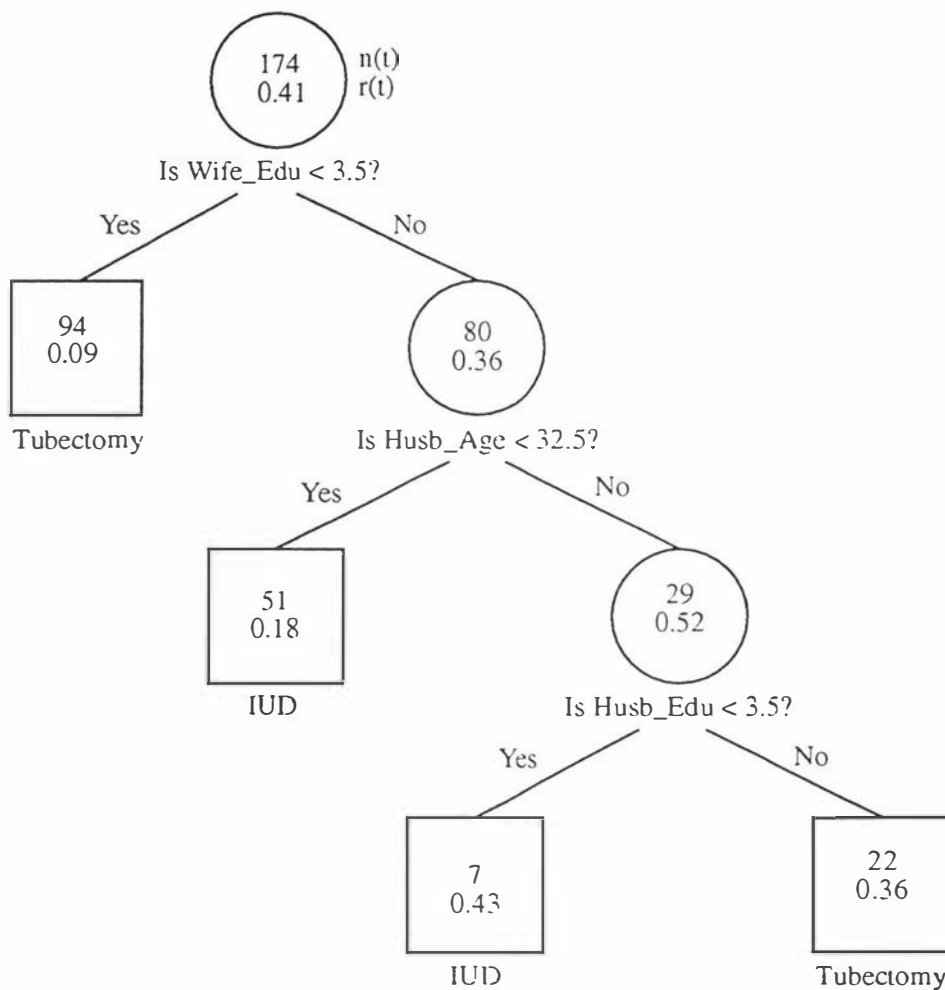 174 n(t)
0.41 r(t)
Is Wife_Edu < 3.5?
Yes No
94
0.09
Tubectomy
80
0.36
Is Husb_Age < 32.5?
Yes No
51
0.18
IUD
29
0.52
Is Husb_Edu < 3.5?
Yes No
7
0.43
IUD
22
0.36
Tubectomy